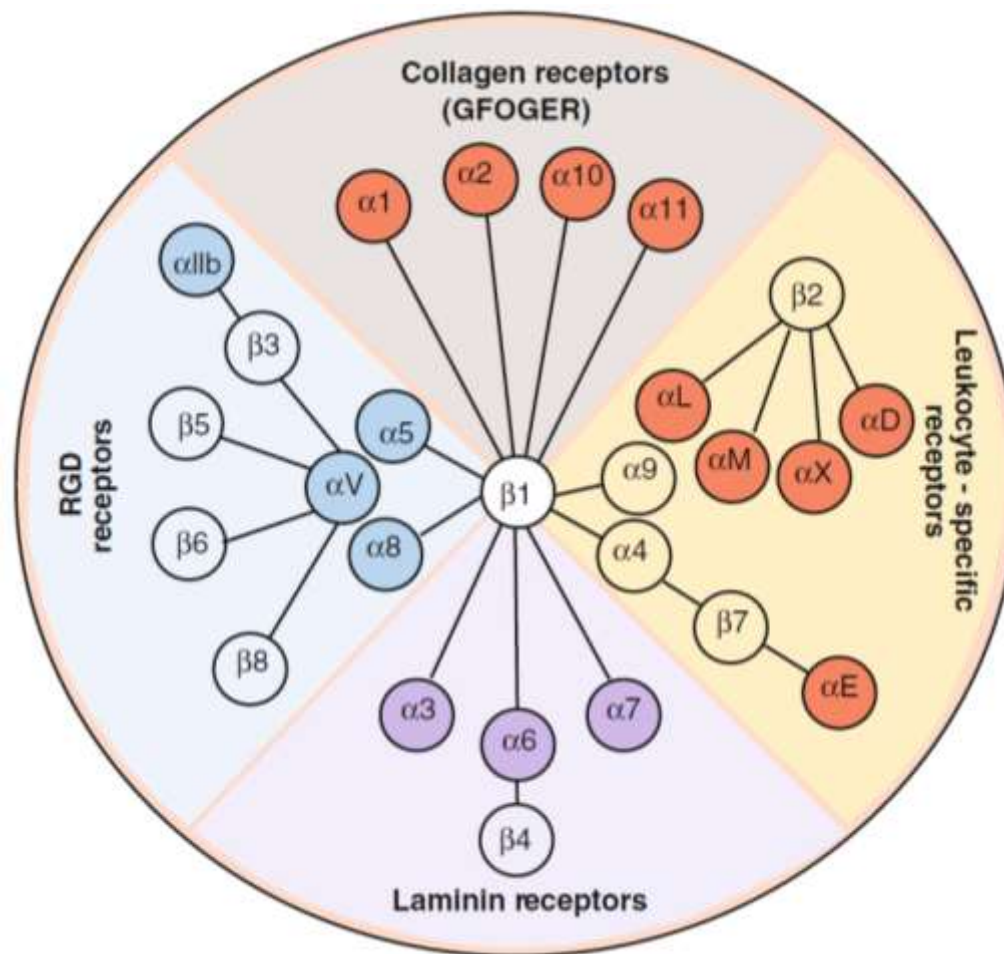 Collagen receptors
(GFOGER)
α1
α2
α10
α11
αIIb
β3
β5
α5
αV
β6
α8
β8
RGD
receptors
β1
β2
αL
αM
αX
αD
α9
α4
β7
αE
Leukocyte - specific
receptors
α3
α6
α7
β4
Laminin receptors